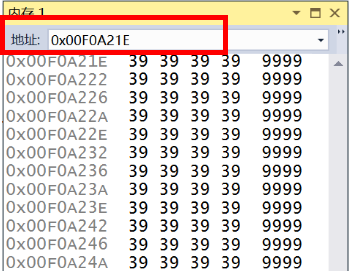 内存 1
地址: 0x00F0A21E
0x00F0A21E 39 39 39 39 9999
0x00F0A222 39 39 39 39 9999
0x00F0A226 39 39 39 39 9999
0x00F0A22A 39 39 39 39 9999
0x00F0A22E 39 39 39 39 9999
0x00F0A232 39 39 39 39 9999
0x00F0A236 39 39 39 39 9999
0x00F0A23A 39 39 39 39 9999
0x00F0A23E 39 39 39 39 9999
0x00F0A242 39 39 39 39 9999
0x00F0A246 39 39 39 39 9999
0x00F0A24A 39 39 39 39 9999